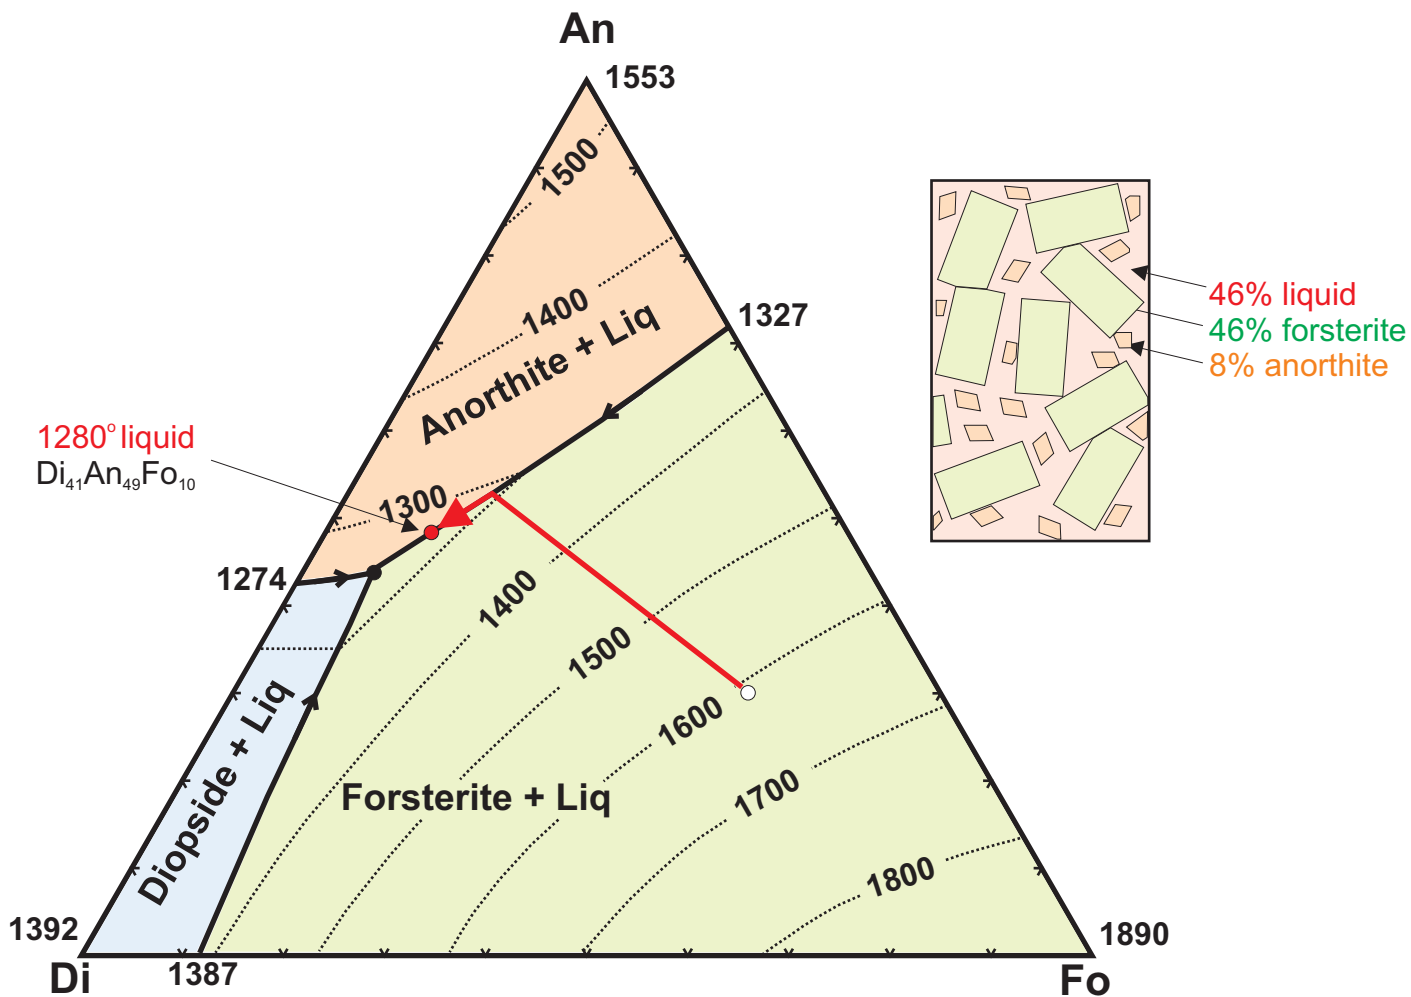 An
1553
1500
1400
1327
Anorthite + Liq
46% liquid
46% forsterite
8% anorthite
1280° liquid
Di₄₁An₄₉Fo₁₀
1300
1274
1400
1500
1600
Diopside + Liq
Forsterite + Liq
1700
1800
1392
1890
Di
1387
Fo